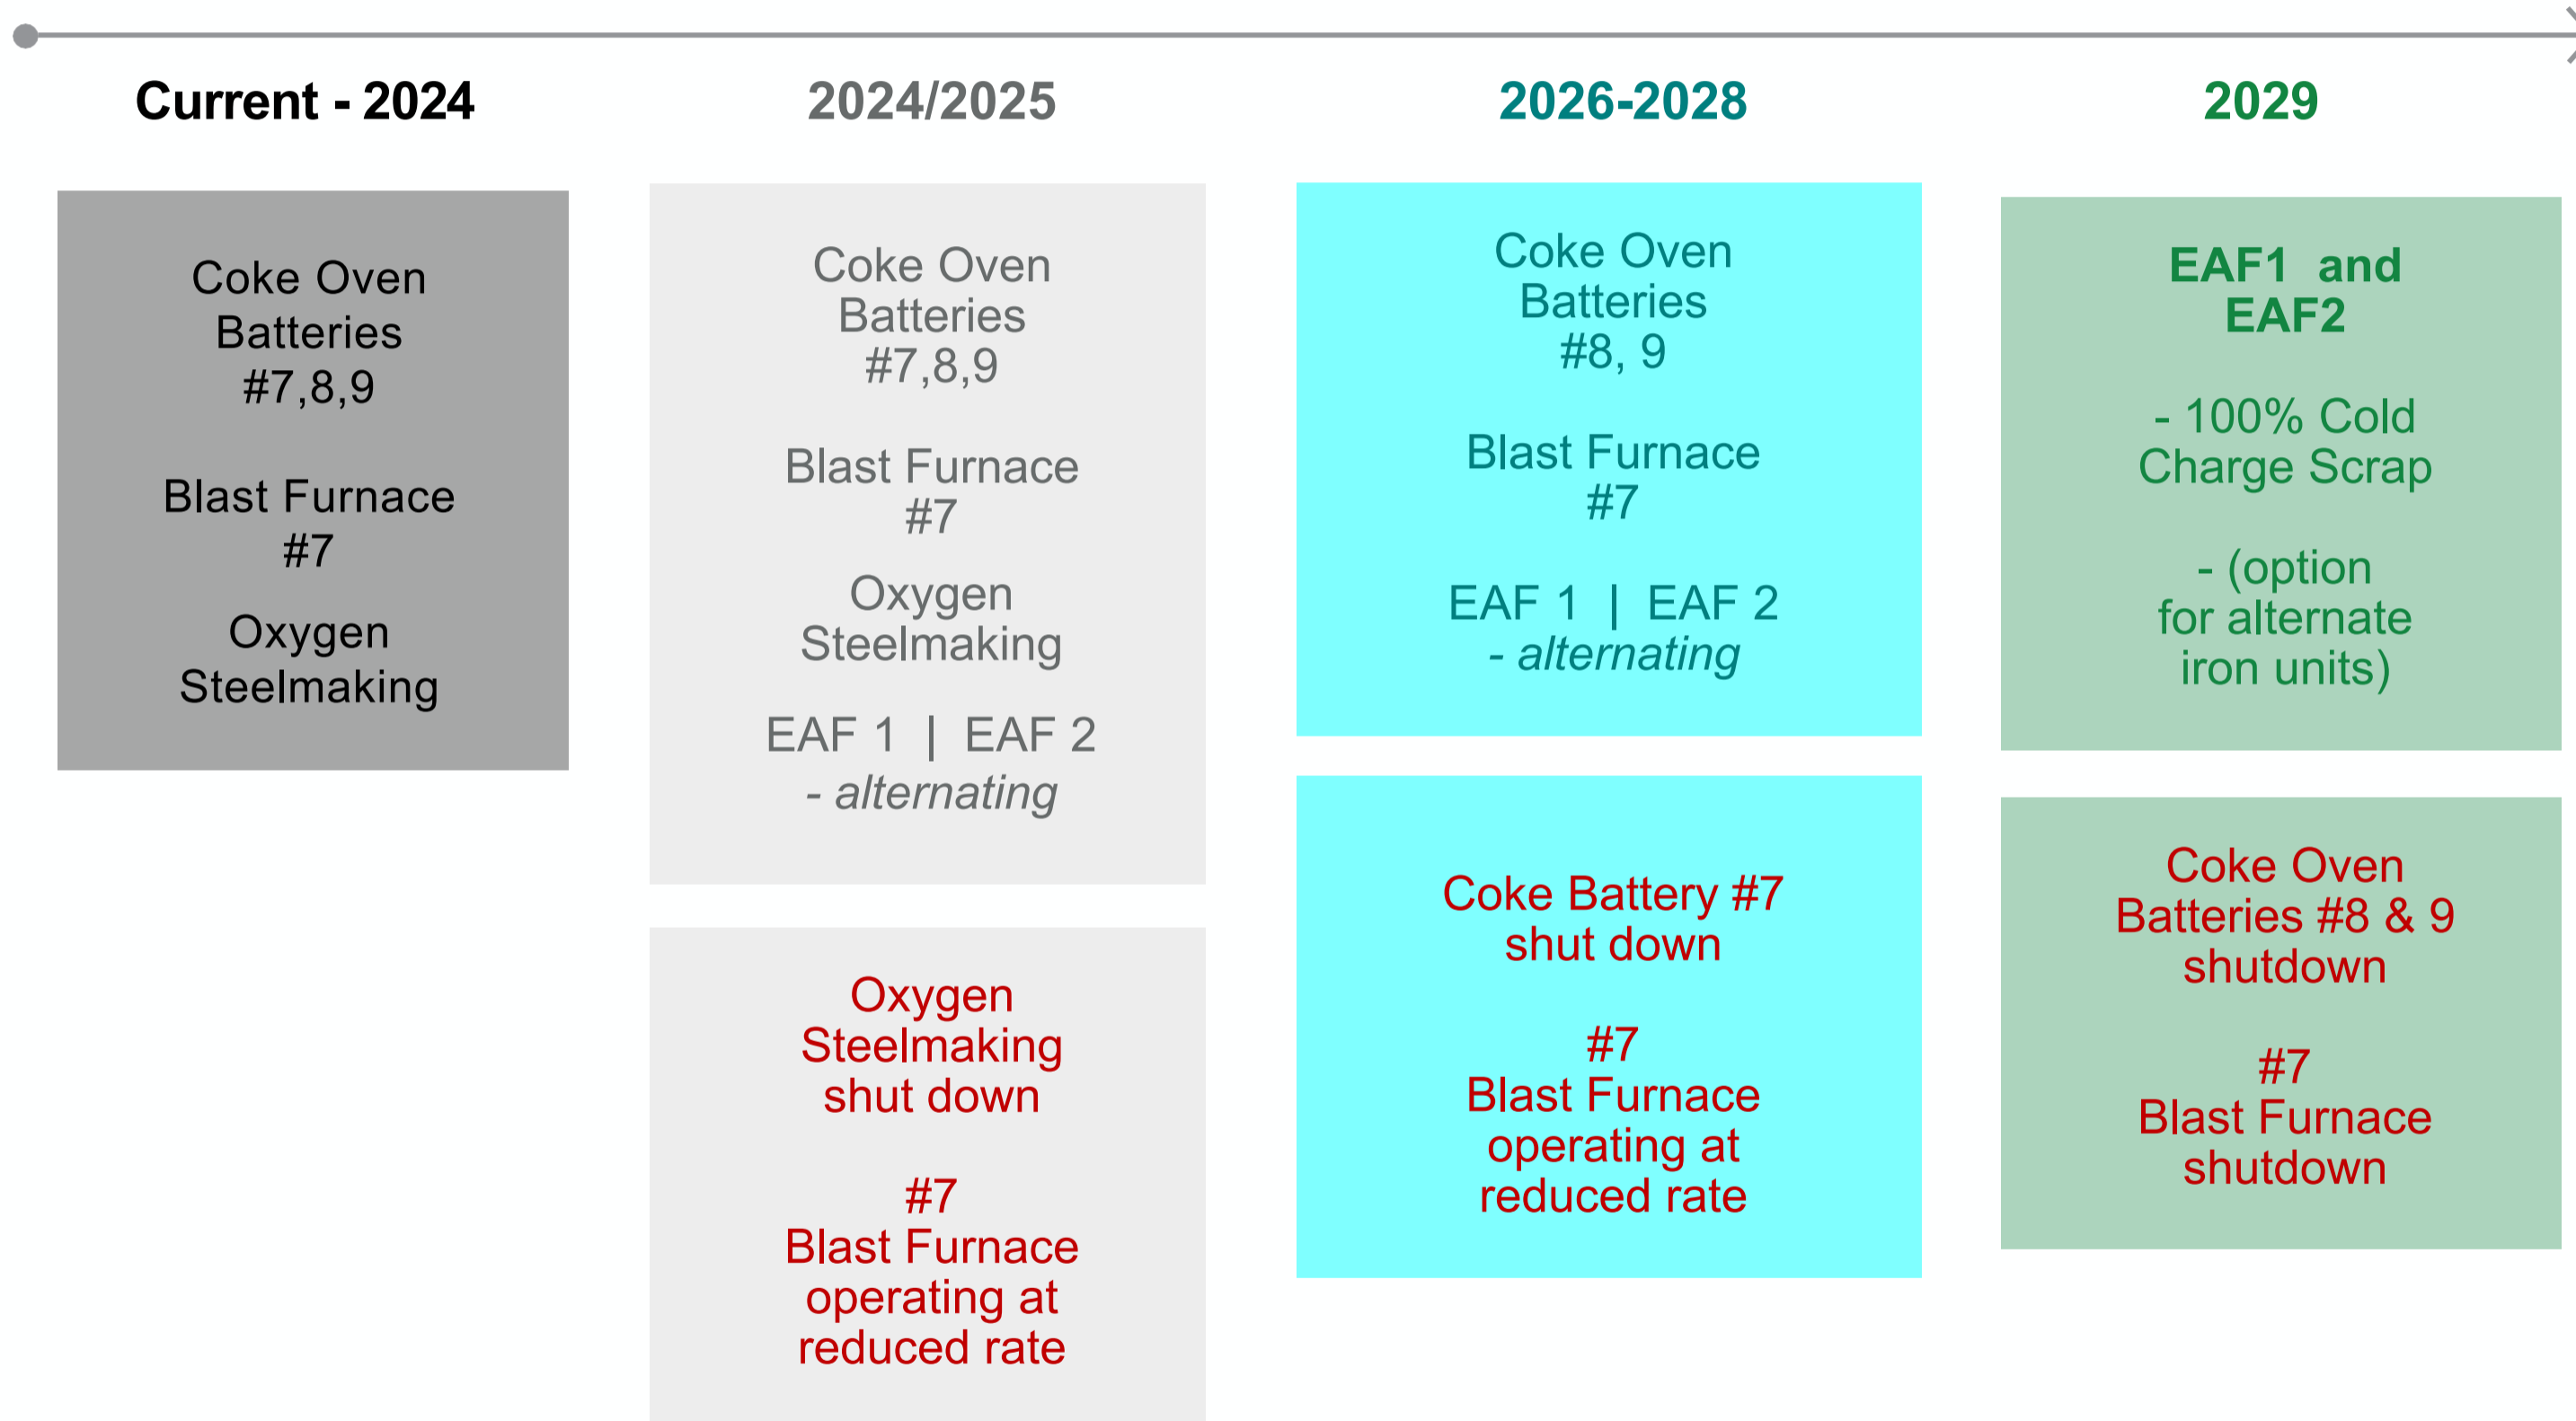 Current - 2024
Coke Oven
Batteries
#7,8,9
Blast Furnace
#7
Oxygen
Steelmaking
2024/2025
Coke Oven
Batteries
#7,8,9
Blast Furnace
#7
Oxygen
Steelmaking
EAF 1 | EAF 2
- alternating
Oxygen
Steelmaking
shut down
#7
Blast Furnace
operating at
reduced rate
2026-2028
Coke Oven
Batteries
#8, 9
Blast Furnace
#7
EAF 1 | EAF 2
- alternating
Coke Battery #7
shut down
#7
Blast Furnace
operating at
reduced rate
2029
EAF1 and
EAF2
- 100% Cold
Charge Scrap
- (option
for alternate
iron units)
Coke Oven
Batteries #8 & 9
shutdown
#7
Blast Furnace
shutdown